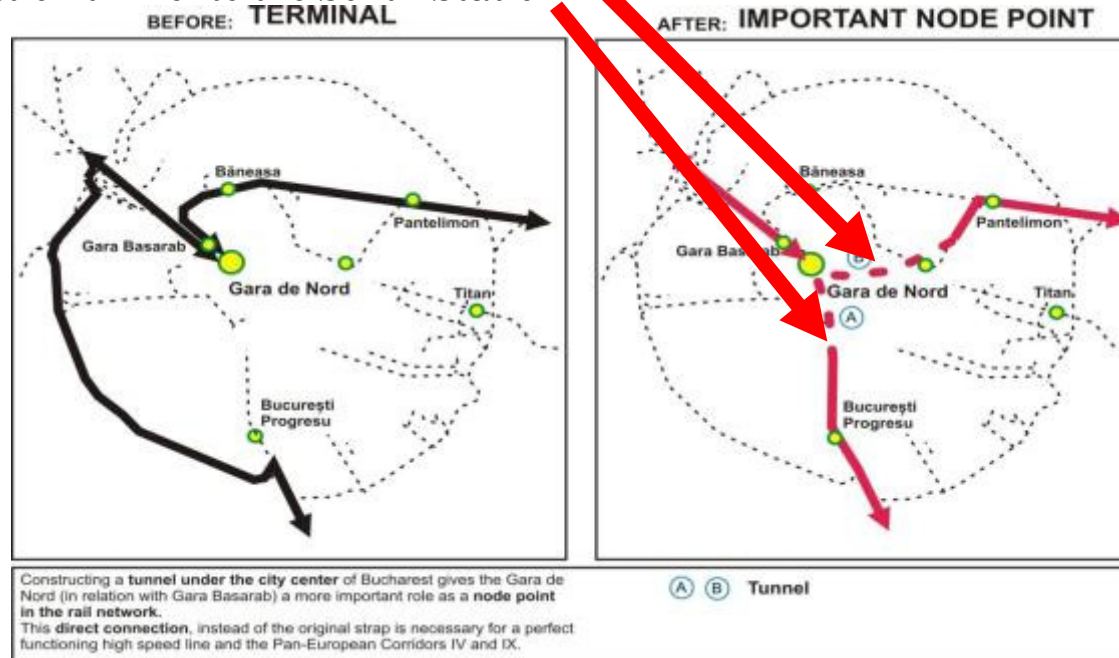 BEFORE: TERMINAL
AFTER: IMPORTANT NODE POINT
Băneasa
Pantelimon
Gara Basarab
Gara de Nord
Titan
București
Progresu
Băneasa
Pantelimon
Gara Basarab
B
Gara de Nord
Titan
A
București
Progresu
Constructing a tunnel under the city center of Bucharest gives the Gara de
Nord (in relation with Gara Basarab) a more important role as a node point
in the rail network.
This direct connection, instead of the original strap is necessary for a perfect
functioning high speed line and the Pan-European Corridors IV and IX.
A B Tunnel